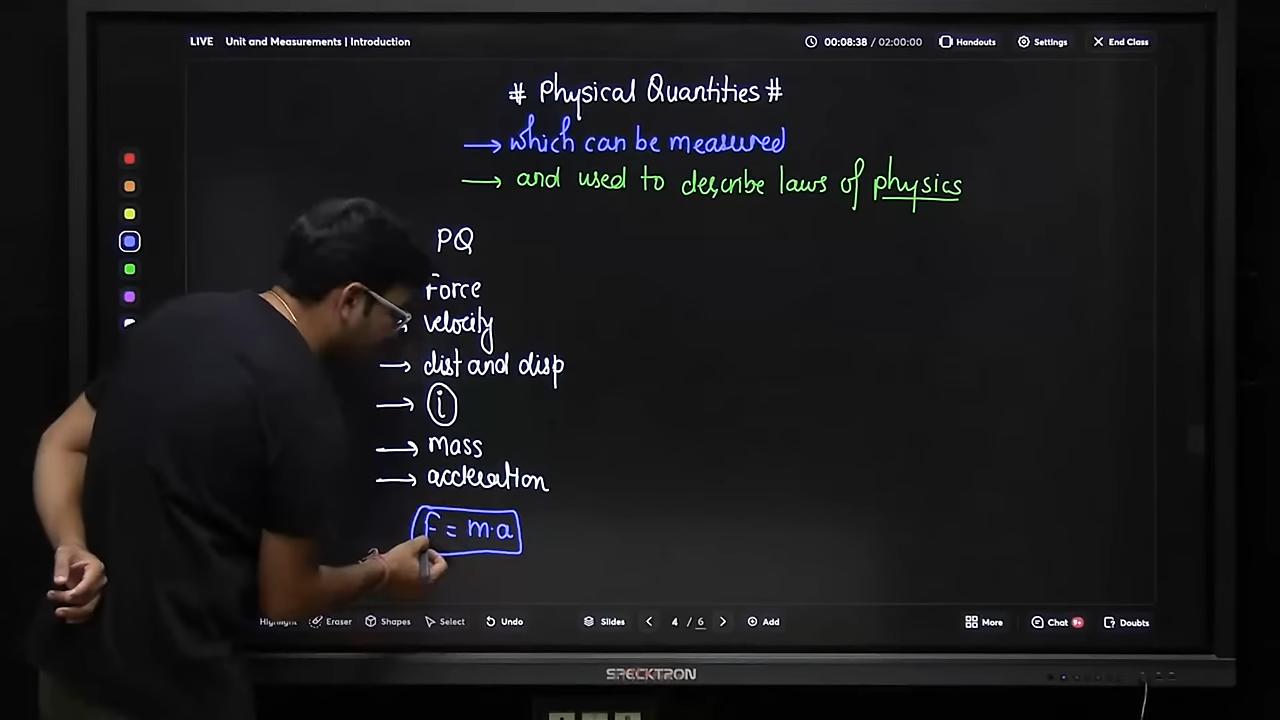 LIVE Unit and Measurements | Introduction 00:08:38 / 02:00:00 Handouts Settings End Class
# Physical Quantities #
→ which can be measured
→ and used to describe laws of physics
PQ
Force
velocity
→ dist and disp
→ i
→ mass
→ accleration
F = m.a
Highlight Eraser Shapes Select Undo Slides 4 / 6 Add More Chat 9+ Doubts
SPECKTRON